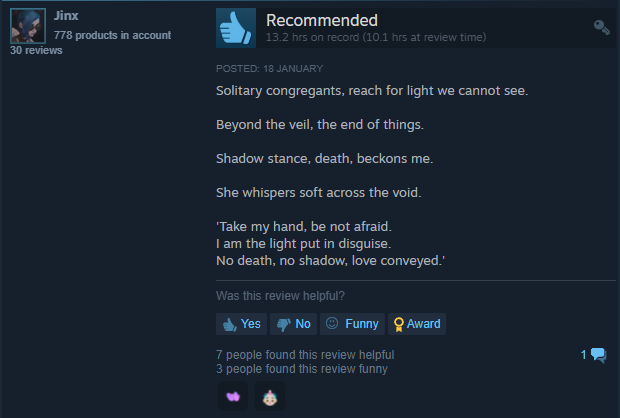 Jinx
778 products in account
30 reviews
Recommended
13.2 hrs on record (10.1 hrs at review time)
POSTED: 18 JANUARY
Solitary congregants, reach for light we cannot see.
Beyond the veil, the end of things.
Shadow stance, death, beckons me.
She whispers soft across the void.
'Take my hand, be not afraid.
I am the light put in disguise.
No death, no shadow, love conveyed.'
Was this review helpful?
Yes
No
Funny
Award
7 people found this review helpful
3 people found this review funny
1